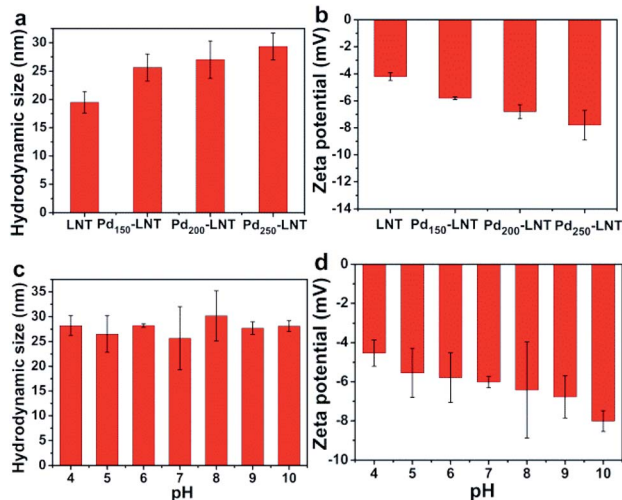 a
Hydrodynamic size (nm)
30
25
20
15
10
5
0
LNT Pd150-LNT Pd200-LNT Pd250-LNT
b
Zeta potential (mV)
0
-2
-4
-6
-8
-10
-12
-14
LNT Pd150-LNT Pd200-LNT Pd250-LNT
c
Hydrodynamic size (nm)
35
30
25
20
15
10
5
0
4 5 6 7 8 9 10
pH
d
Zeta potential (mV)
0
-2
-4
-6
-8
-10
4 5 6 7 8 9 10
pH